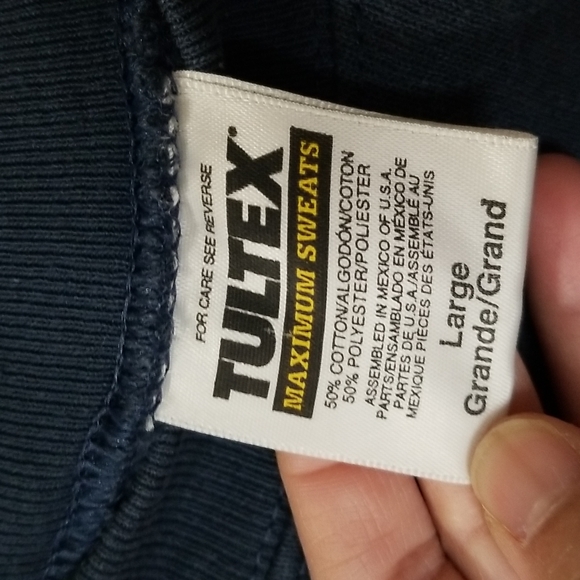 FOR CARE SEE REVERSE
TULTEX®
MAXIMUM SWEATS
50% COTTON/ALGODÓN/COTON
50% POLYESTER/POLIESTER
ASSEMBLED IN MEXICO OF U.S.A.
PARTS/ENSAMBLADO EN MEXICO DE
PARTES DE U.S.A./ASSEMBLÉ AU
MEXIQUE PIÈCES DES ÉTATS-UNIS
Large
Grande/Grand